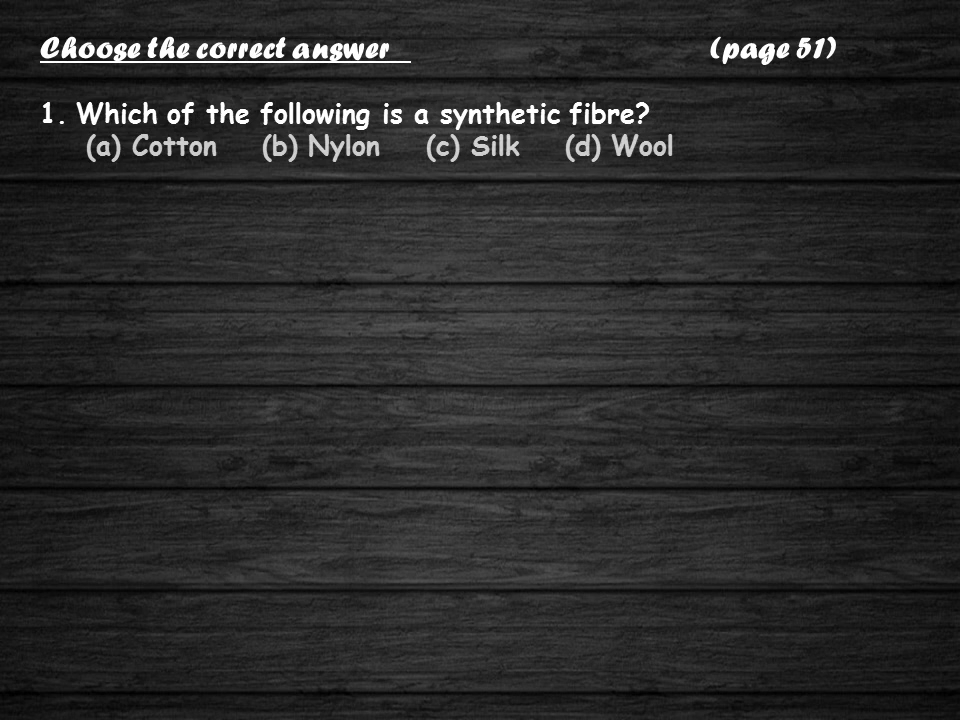 Choose the correct answer (page 51)
1. Which of the following is a synthetic fibre?
(a) Cotton (b) Nylon (c) Silk (d) Wool